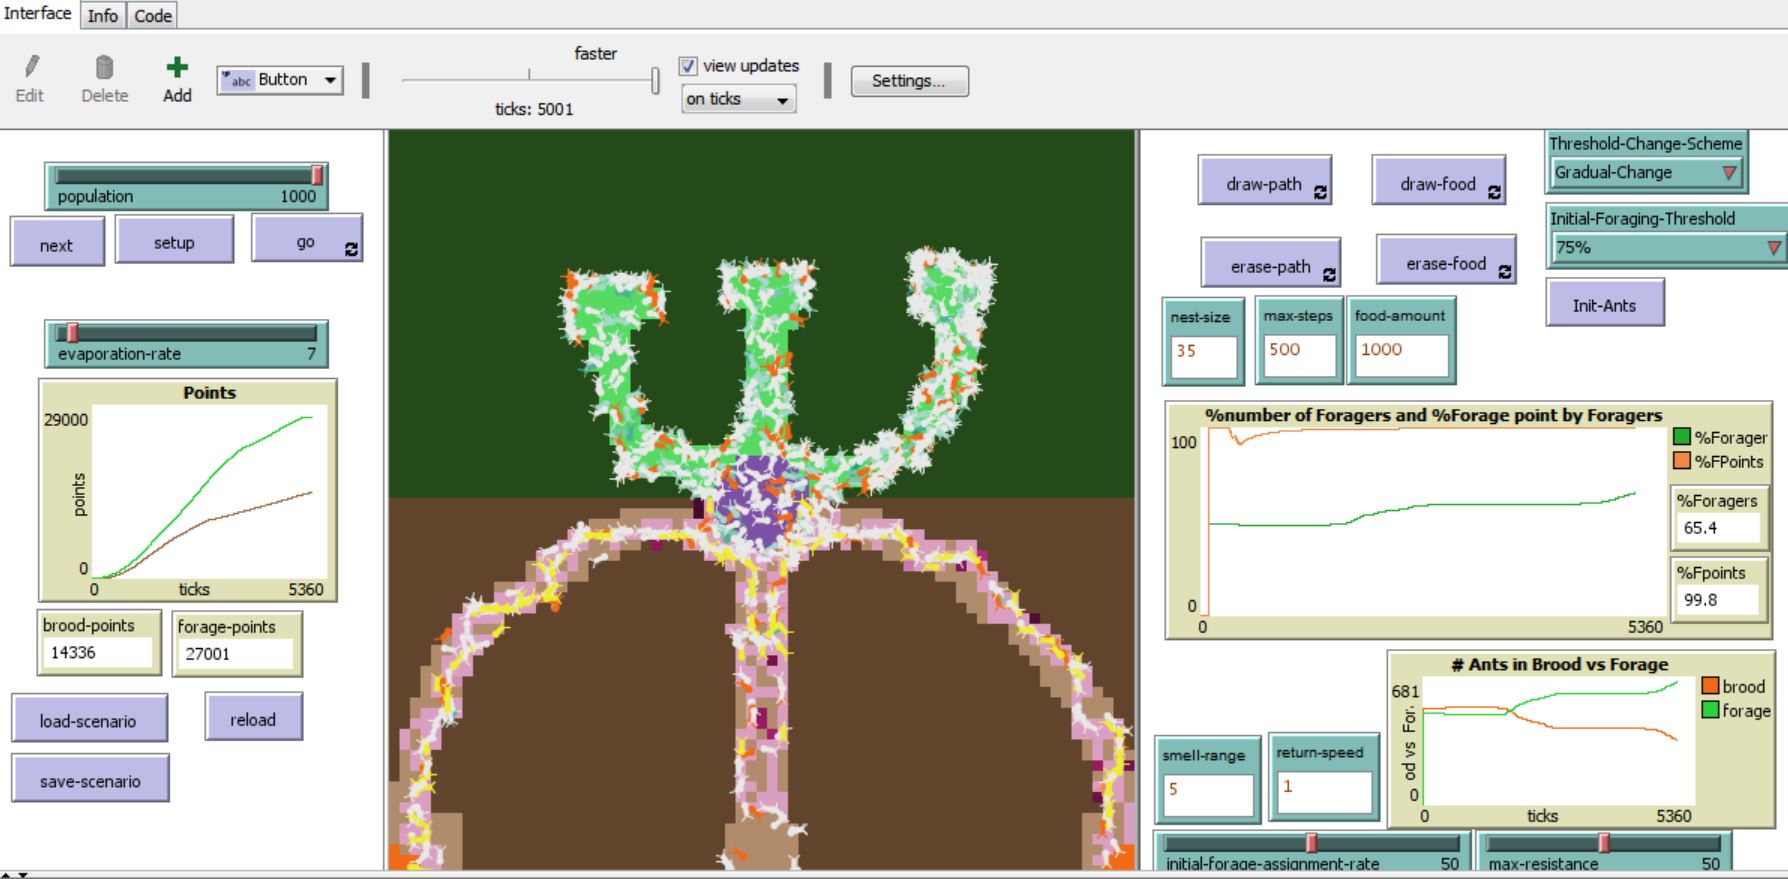 Interface Info Code
Edit Delete Add abc Button
faster
ticks: 5001
view updates
on ticks
Settings...
population 1000
next setup go
evaporation-rate 7
Points
29000
points
0
0 ticks 5360
brood-points
14336
forage-points
27001
load-scenario reload
save-scenario
draw-path draw-food
erase-path erase-food
Threshold-Change-Scheme
Gradual-Change
Initial-Foraging-Threshold
75%
Init-Ants
nest-size
35
max-steps
500
food-amount
1000
%number of Foragers and %Forage point by Foragers
100
0
0 5360
%Forager
%FPoints
%Foragers
65.4
%Fpoints
99.8
# Ants in Brood vs Forage
681
od vs For.
0
0 ticks 5360
brood
forage
smell-range
5
return-speed
1
initial-forage-assignment-rate 50
max-resistance 50